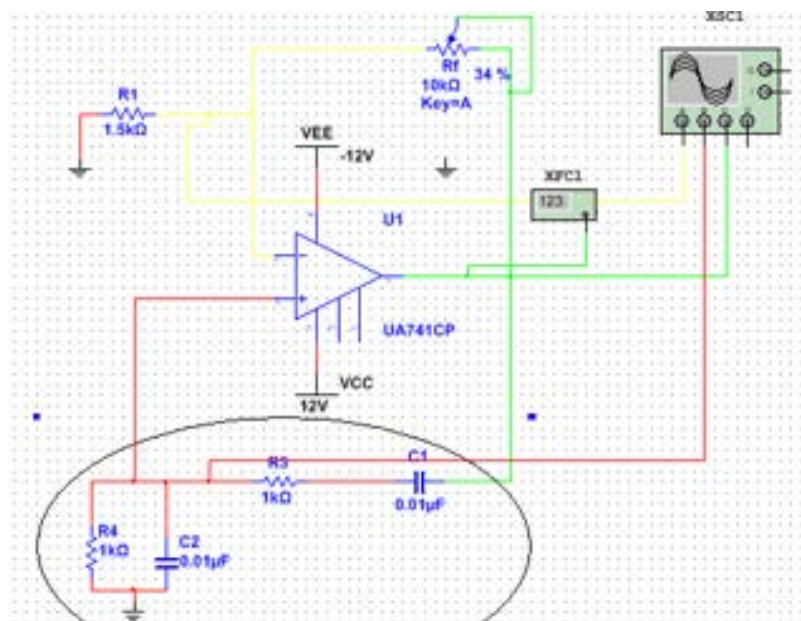 XSC1
Rf
34 %
10kΩ
Key=A
R1
1.5kΩ
VEE
-12V
XFC1
123
U1
UA741CP
VCC
12V
R3
1kΩ
C1
0.01µF
R4
1kΩ
C2
0.01µF